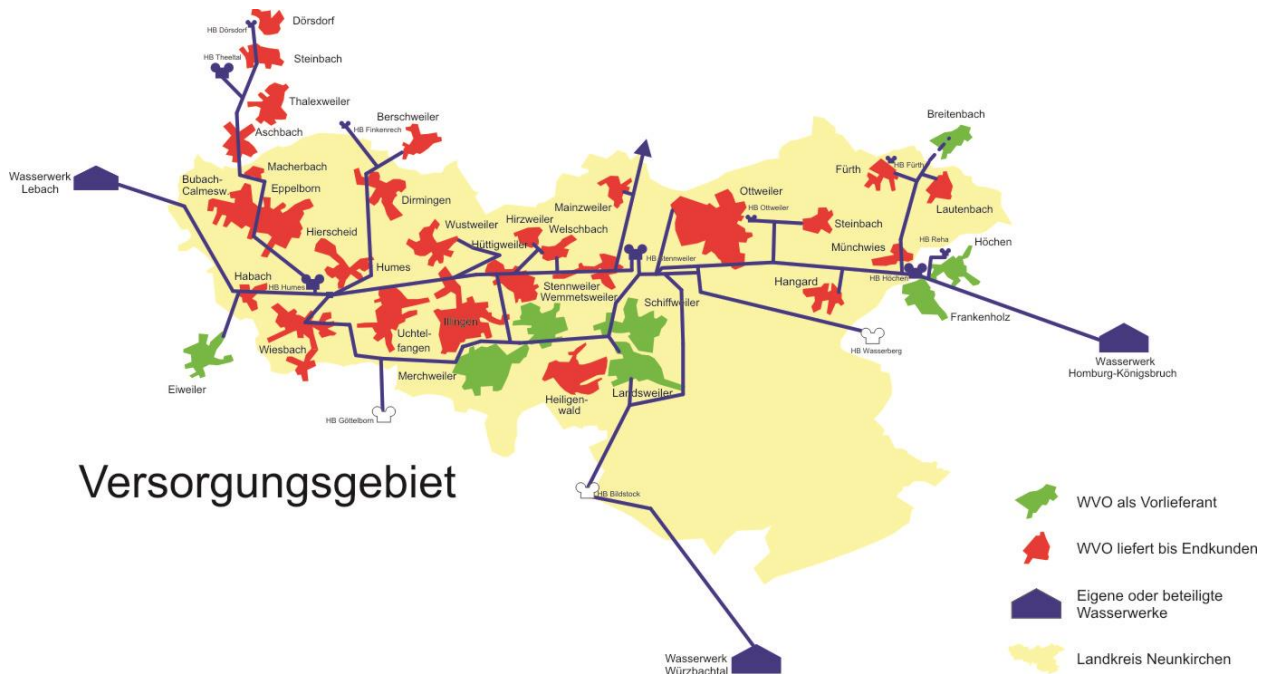 Dörsdorf
HB Dörsdorf
Steinbach
HB Theeltal
Thalexweiler
Berschweiler
Breitenbach
HB Finkenrech
Aschbach
Wasserwerk
Lebach
Macherbach
HB Fürth
Fürth
Bubach-
Calmesw.
Eppelborn
Dirmingen
Mainzweiler
Ottweiler
HB Ottweiler
Lautenbach
Wustweiler
Hirzweiler
Steinbach
Hierscheid
Hüttigweiler
Welschbach
Münchwies
HB Reha
Höchen
Humes
HB Stennweiler
Habach
HB Humes
HB Höchen
Stennweiler
Wemmetsweiler
Hangard
Schiffweiler
Frankenholz
Illingen
Uchtel-
fangen
Wiesbach
HB Wasserberg
Wasserwerk
Homburg-Königsbruch
Merchweiler
Eiweiler
Heiligen-
wald
Landsweiler
HB Göttelborn
Versorgungsgebiet
HB Bildstock
WVO als Vorlieferant
WVO liefert bis Endkunden
Eigene oder beteiligte
Wasserwerke
Wasserwerk
Würzbachtal
Landkreis Neunkirchen